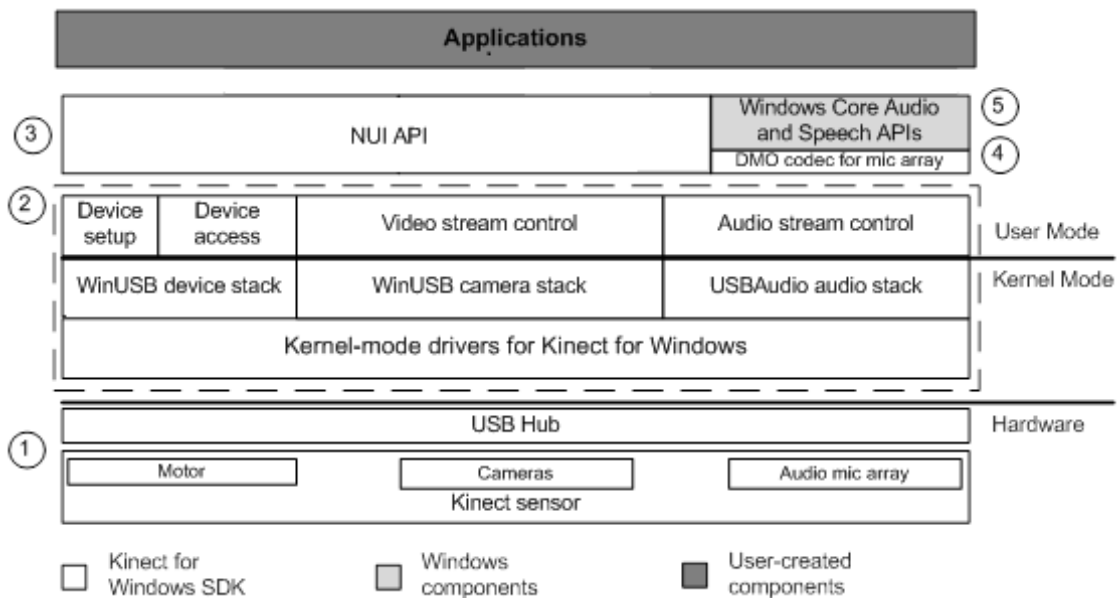 Applications
3
NUI API
Windows Core Audio
and Speech APIs
5
DMO codec for mic array
4
2
Device
setup
Device
access
Video stream control
Audio stream control
User Mode
WinUSB device stack
WinUSB camera stack
USBAudio audio stack
Kernel Mode
Kernel-mode drivers for Kinect for Windows
USB Hub
Hardware
1
Motor
Cameras
Audio mic array
Kinect sensor
Kinect for
Windows SDK
Windows
components
User-created
components